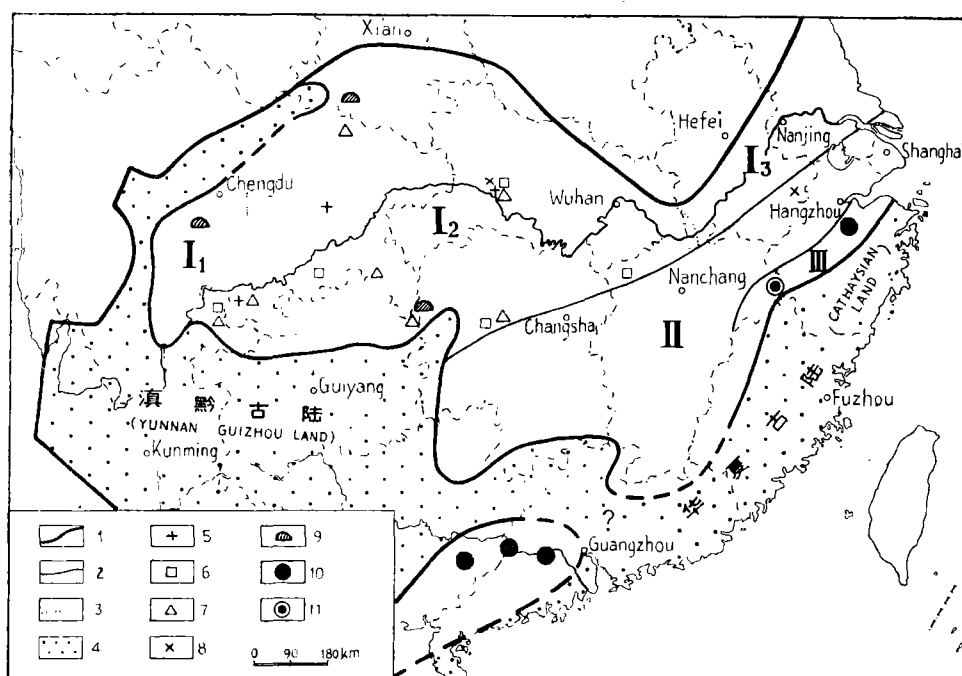 Xian
Hefei
Nanjing
Shangha
Chengdu
I3
Wuhan
Hangzhou
I2
I1
III
Nanchang
(CATHAYSIAN LAND)
Changsha
II
Guiyang
滇 黔 古 陆
(YUNNAN GUIZHOU LAND)
Kunming
Fuzhou
华 夏 古 陆
?
Guangzhou
1 5 9
2 6 10
3 7 11
4 8 0 90 180km